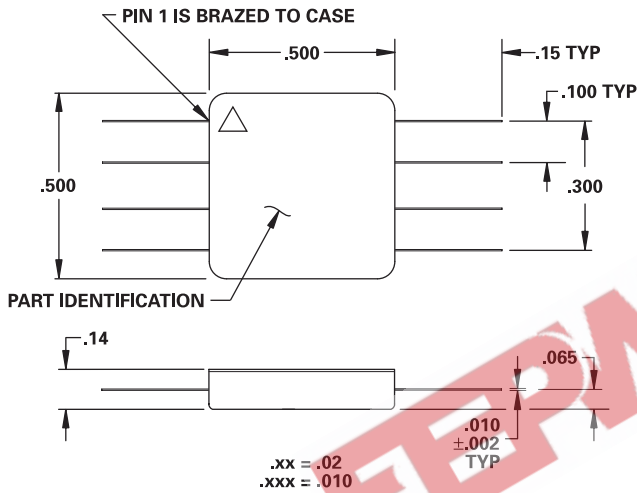 PIN 1 IS BRAZED TO CASE
.500
.15 TYP
.100 TYP
.500
.300
PART IDENTIFICATION
.14
.065
.010
±.002
TYP
.xx = .02
.xxx = .010